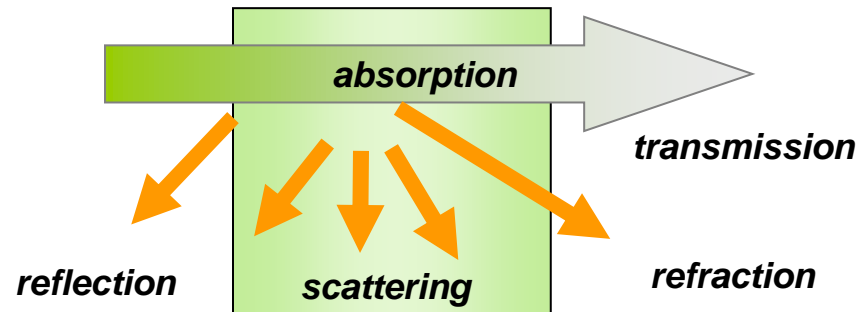 absorption
transmission
reflection
scattering
refraction